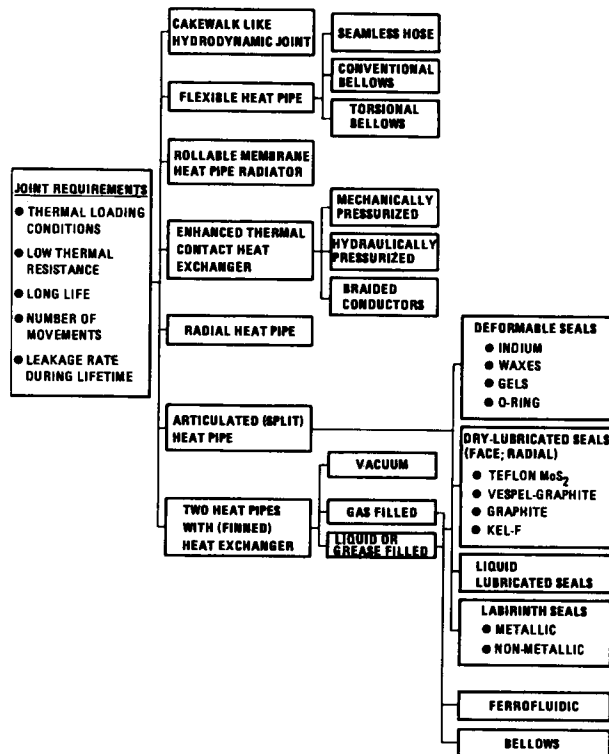 CAKEWALK LIKE
HYDRODYNAMIC JOINT
SEAMLESS HOSE
FLEXIBLE HEAT PIPE
CONVENTIONAL
BELLOWS
TORSIONAL
BELLOWS
ROLLABLE MEMBRANE
HEAT PIPE RADIATOR
JOINT REQUIREMENTS
● THERMAL LOADING
CONDITIONS
● LOW THERMAL
RESISTANCE
● LONG LIFE
● NUMBER OF
MOVEMENTS
● LEAKAGE RATE
DURING LIFETIME
ENHANCED THERMAL
CONTACT HEAT
EXCHANGER
MECHANICALLY
PRESSURIZED
HYDRAULICALLY
PRESSURIZED
BRAIDED
CONDUCTORS
RADIAL HEAT PIPE
ARTICULATED (SPLIT)
HEAT PIPE
TWO HEAT PIPES
WITH (FINNED)
HEAT EXCHANGER
VACUUM
GAS FILLED
LIQUID OR
GREASE FILLED
DEFORMABLE SEALS
● INDIUM
● WAXES
● GELS
● O-RING
DRY-LUBRICATED SEALS
(FACE; RADIAL)
● TEFLON MoS₂
● VESPEL-GRAPHITE
● GRAPHITE
● KEL-F
LIQUID
LUBRICATED SEALS
LABIRINTH SEALS
● METALLIC
● NON-METALLIC
FERROFLUIDIC
BELLOWS